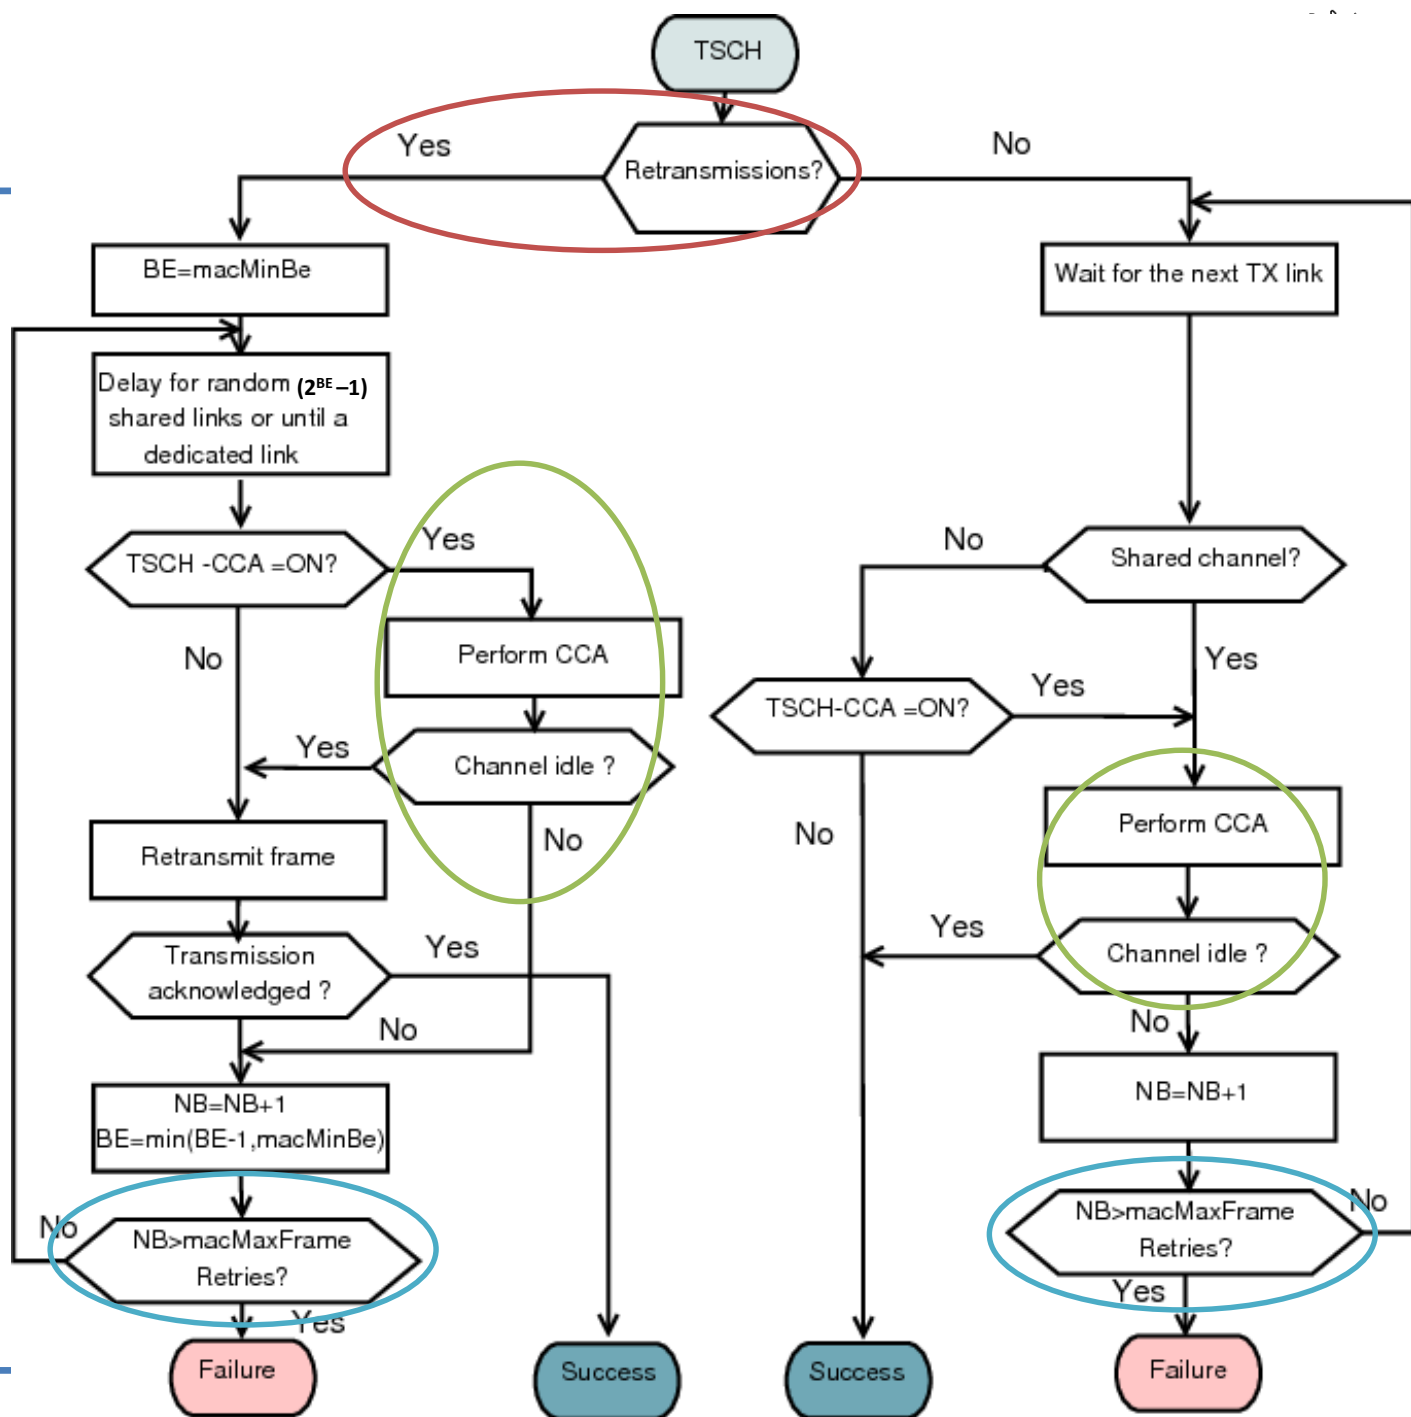 TSCH
Retransmissions?
Yes
No
BE=macMinBe
Delay for random (2^BE –1)
shared links or until a
dedicated link
TSCH -CCA =ON?
Yes
No
Perform CCA
Channel idle ?
Yes
No
Retransmit frame
Transmission
acknowledged ?
Yes
No
NB=NB+1
BE=min(BE-1,macMinBe)
NB>macMaxFrame
Retries?
No
Yes
Failure
Success
Wait for the next TX link
Shared channel?
No
Yes
TSCH-CCA =ON?
Yes
No
Perform CCA
Channel idle ?
Yes
No
NB=NB+1
NB>macMaxFrame
Retries?
No
Yes
Success
Failure